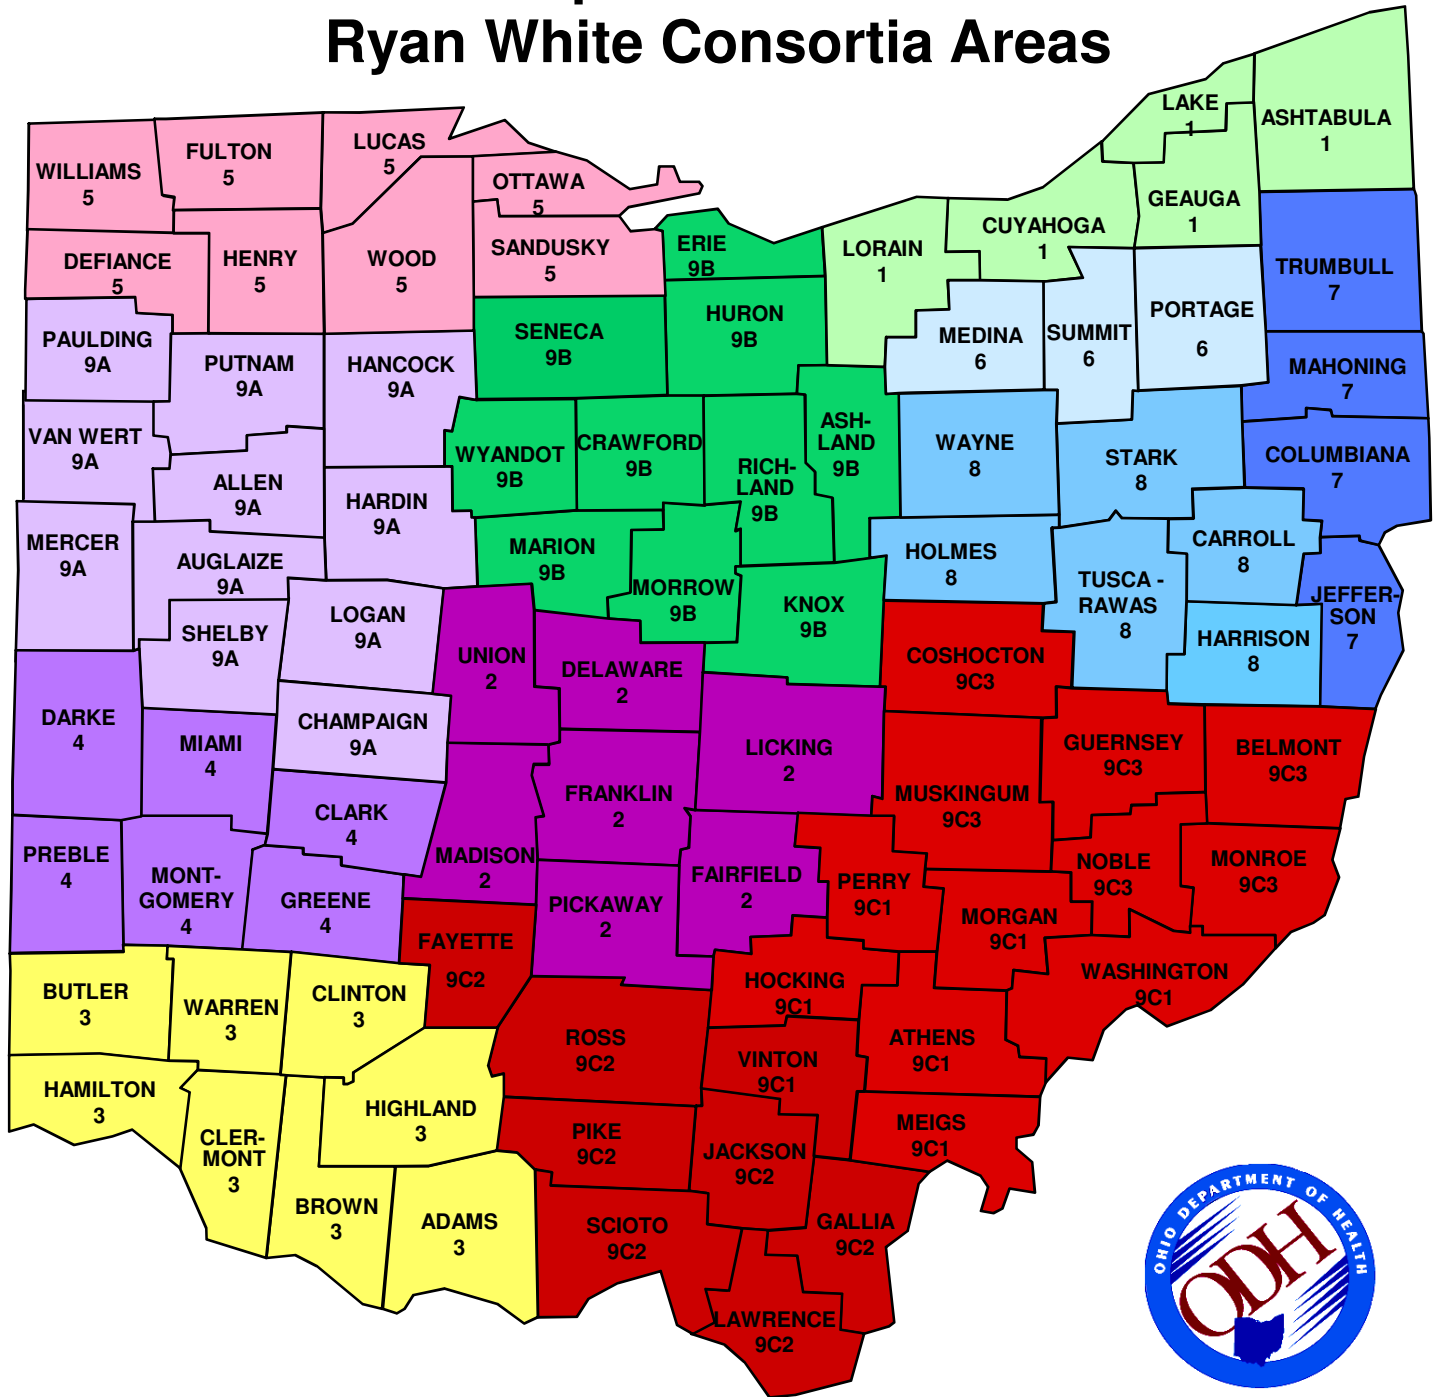 Ryan White Consortia Areas
LAKE
1
ASHTABULA
1
LUCAS
5
FULTON
5
WILLIAMS
5
OTTAWA
5
GEAUGA
1
CUYAHOGA
1
ERIE
9B
LORAIN
1
SANDUSKY
5
WOOD
5
HENRY
5
DEFIANCE
5
TRUMBULL
7
PORTAGE
6
HURON
9B
SENECA
9B
MEDINA
6
SUMMIT
6
PAULDING
9A
PUTNAM
9A
HANCOCK
9A
MAHONING
7
VAN WERT
9A
WYANDOT
9B
CRAWFORD
9B
ASH-
LAND
9B
RICH-
LAND
9B
WAYNE
8
STARK
8
COLUMBIANA
7
ALLEN
9A
HARDIN
9A
MERCER
9A
AUGLAIZE
9A
MARION
9B
MORROW
9B
KNOX
9B
HOLMES
8
TUSCA -
RAWAS
8
CARROLL
8
JEFFER-
SON
7
HARRISON
8
LOGAN
9A
SHELBY
9A
UNION
2
DELAWARE
2
COSHOCTON
9C3
DARKE
4
MIAMI
4
CHAMPAIGN
9A
LICKING
2
GUERNSEY
9C3
BELMONT
9C3
FRANKLIN
2
MUSKINGUM
9C3
CLARK
4
MADISON
2
PREBLE
4
MONT-
GOMERY
4
GREENE
4
FAIRFIELD
2
PERRY
9C1
NOBLE
9C3
MONROE
9C3
PICKAWAY
2
MORGAN
9C1
FAYETTE
9C2
HOCKING
9C1
WASHINGTON
9C1
BUTLER
3
WARREN
3
CLINTON
3
ROSS
9C2
VINTON
9C1
ATHENS
9C1
HAMILTON
3
HIGHLAND
3
CLER-
MONT
3
PIKE
9C2
JACKSON
9C2
MEIGS
9C1
BROWN
3
ADAMS
3
SCIOTO
9C2
GALLIA
9C2
LAWRENCE
9C2
OHIO DEPARTMENT OF HEALTH
ODH